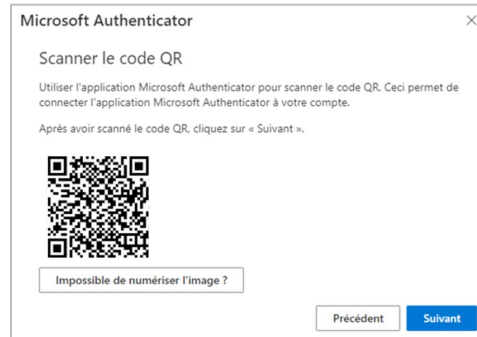 Microsoft Authenticator
Scanner le code QR
Utiliser l'application Microsoft Authenticator pour scanner le code QR. Ceci permet de
connecter l'application Microsoft Authenticator à votre compte.
Après avoir scanné le code QR, cliquez sur « Suivant ».
Impossible de numériser l'image ?
Précédent
Suivant